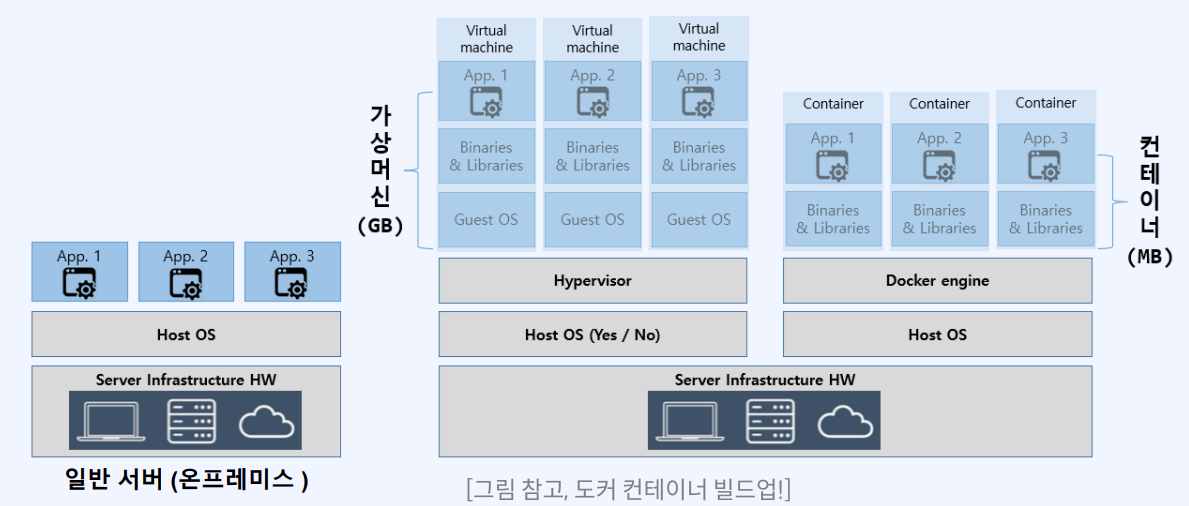 App. 1
App. 2
App. 3
Host OS
Server Infrastructure HW
일반 서버 (온프레미스 )
가상머신
(GB)
Virtual
machine
Virtual
machine
Virtual
machine
App. 1
App. 2
App. 3
Binaries
& Libraries
Binaries
& Libraries
Binaries
& Libraries
Guest OS
Guest OS
Guest OS
Hypervisor
Host OS (Yes / No)
Container
Container
Container
App. 1
App. 2
App. 3
Binaries
& Libraries
Binaries
& Libraries
Binaries
& Libraries
Docker engine
Host OS
컨테이너
(MB)
Server Infrastructure HW
[그림 참고, 도커 컨테이너 빌드업!]